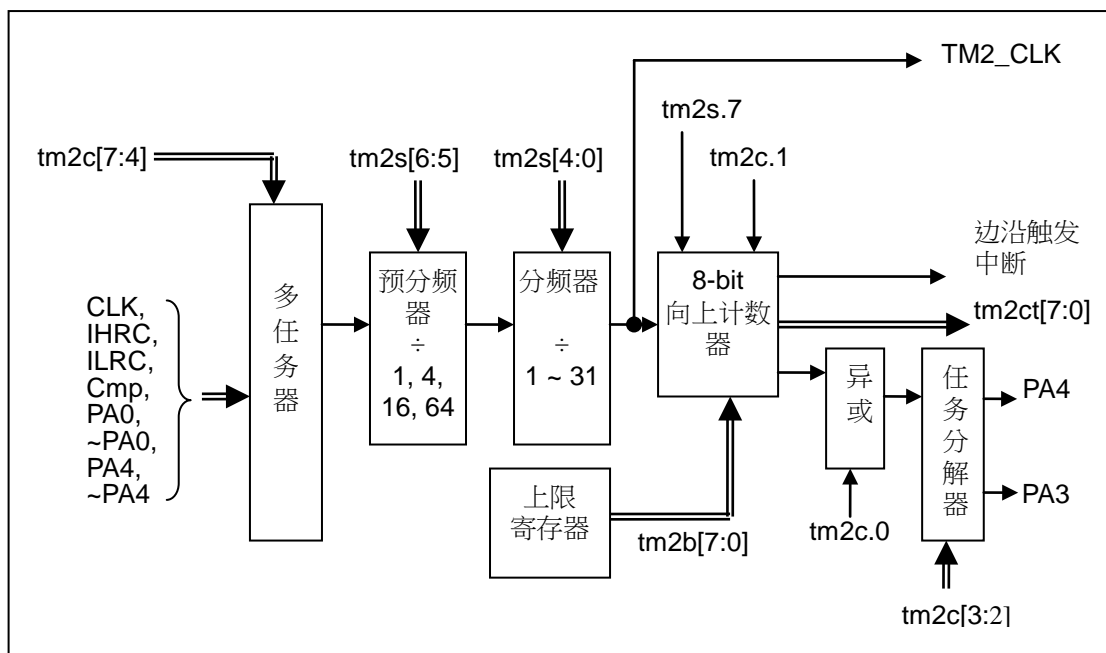 TM2_CLK
tm2s.7
tm2c[7:4]
tm2s[6:5]
tm2s[4:0]
tm2c.1
CLK,
IHRC,
ILRC,
Cmp,
PA0,
~PA0,
PA4,
~PA4
多
任
务
器
预分频
器
÷
1, 4,
16, 64
分频器
÷
1 ~ 31
8-bit
向上计数
器
边沿触发
中断
tm2ct[7:0]
上限
寄存器
tm2b[7:0]
异
或
tm2c.0
任
务
分
解
器
PA4
PA3
tm2c[3:2]